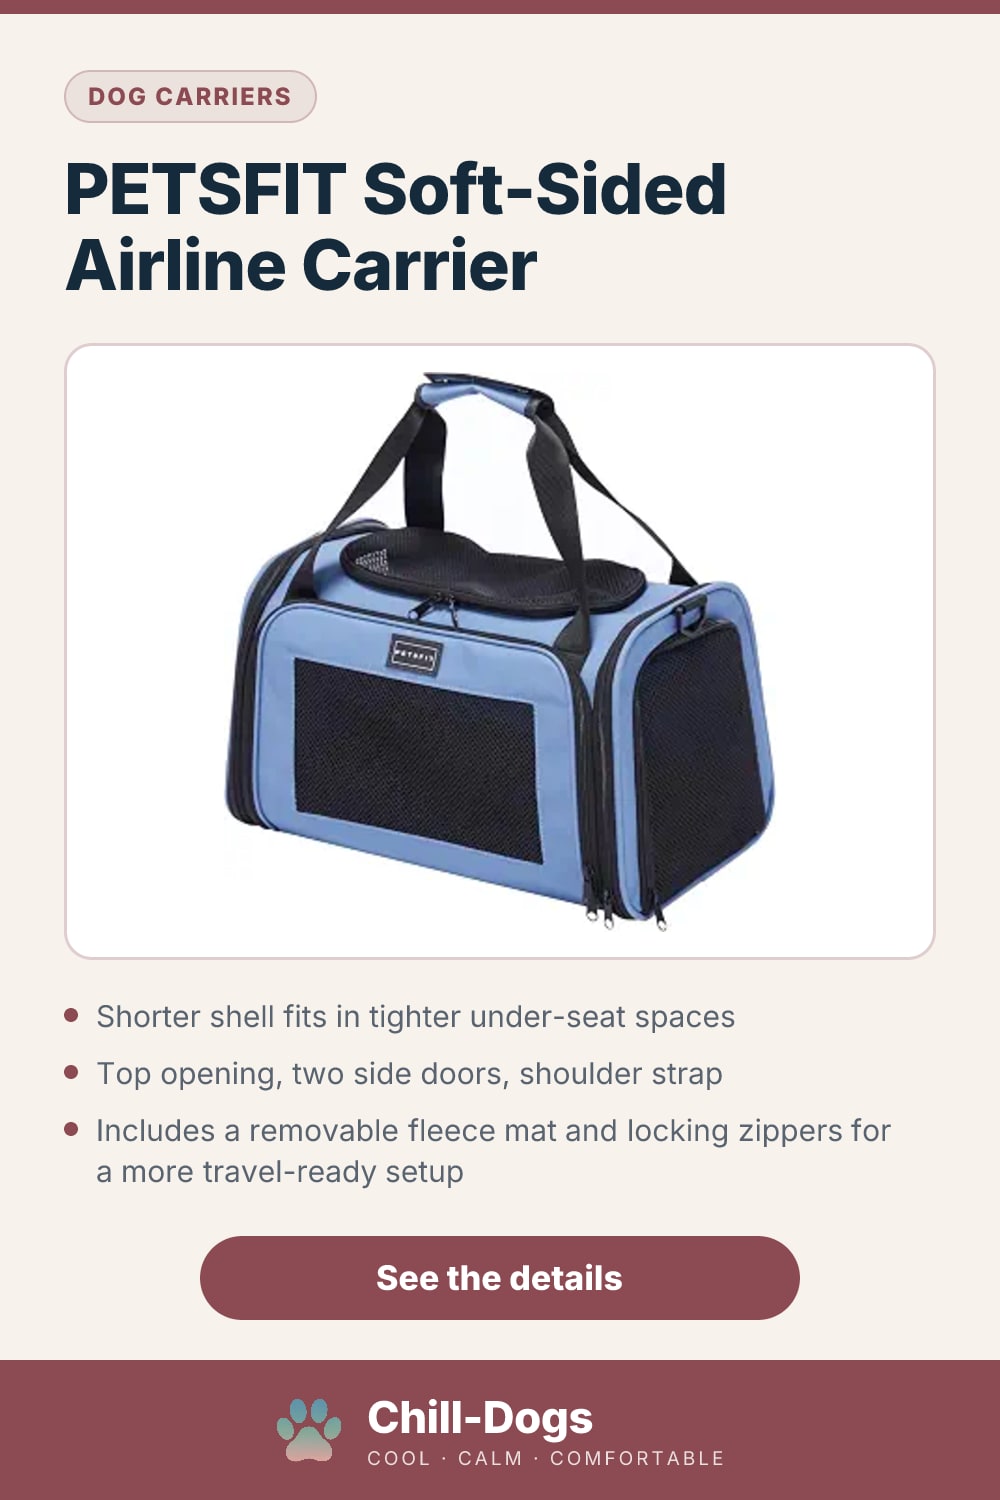 DOG CARRIERS
PETSFIT Soft-Sided
Airline Carrier
PETSFIT
Shorter shell fits in tighter under-seat spaces
Top opening, two side doors, shoulder strap
Includes a removable fleece mat and locking zippers for
a more travel-ready setup
See the details
Chill-Dogs
COOL · CALM · COMFORTABLE